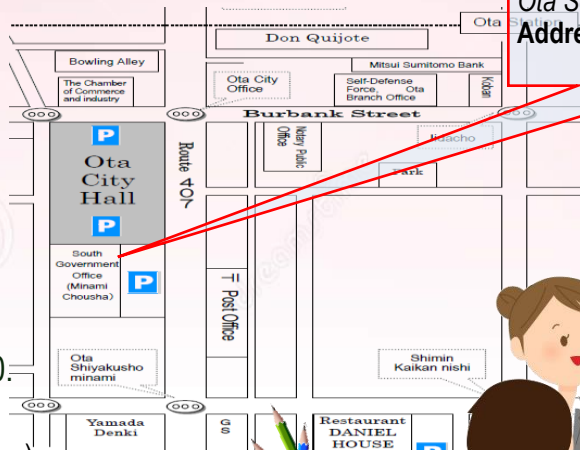 Ota S
Addre
Ota Station
Don Quijote
Bowling Alley
Mitsui Sumitomo Bank
The Chamber
of Commerce
and industry
Ota City
Office
Self-Defense
Force, Ota
Branch Office
Koban
Burbank Street
P
Ota
City
Hall
P
Route 407
Notary Public
Office
Iidacho
Park
South
Government
Office
(Minami
Chousha)
P
〒 Post Office
0.
Ota
Shiyakusho
minami
Shimin
Kaikan nishi
Yamada
Denki
GS
Restaurant
DANIEL
HOUSE
P